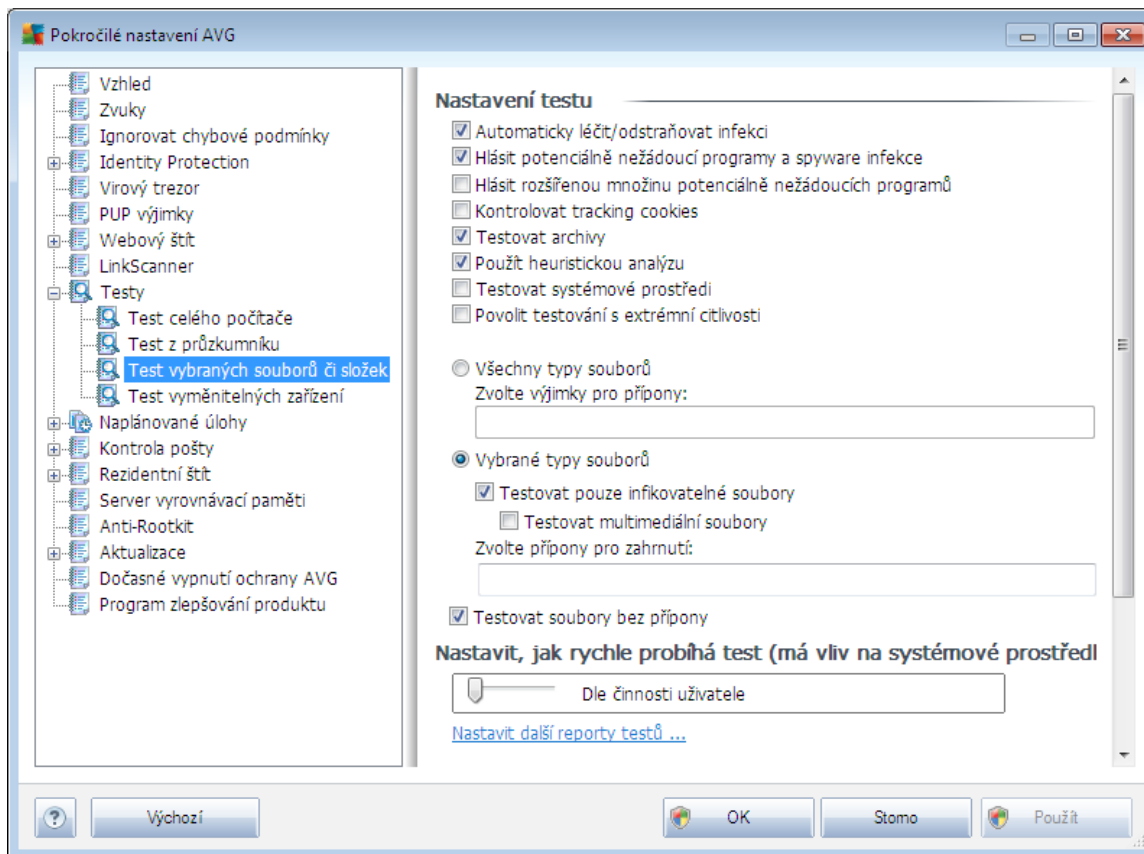 Pokročilé nastavení AVG
Vzhled
Zvuky
Ignorovat chybové podmínky
Identity Protection
Virový trezor
PUP výjimky
Webový štít
LinkScanner
Testy
Test celého počítače
Test z průzkumníku
Test vybraných souborů či složek
Test vyměnitelných zařízení
Naplánované úlohy
Kontrola pošty
Rezidentní štít
Server vyrovnávací paměti
Anti-Rootkit
Aktualizace
Dočasné vypnutí ochrany AVG
Program zlepšování produktu
Nastavení testu
Automaticky léčit/odstraňovat infekci
Hlásit potenciálně nežádoucí programy a spyware infekce
Hlásit rozšířenou množinu potenciálně nežádoucích programů
Kontrolovat tracking cookies
Testovat archivy
Použít heuristickou analýzu
Testovat systémové prostředi
Povolit testování s extrémní citlivosti
Všechny typy souborů
Zvolte výjimky pro přípony:
Vybrané typy souborů
Testovat pouze infikovatelné soubory
Testovat multimediální soubory
Zvolte přípony pro zahrnutí:
Testovat soubory bez přípony
Nastavit, jak rychle probíhá test (má vliv na systémové prostředl
Dle činnosti uživatele
Nastavit další reporty testů ...
? Výchozí OK Stomo Použít